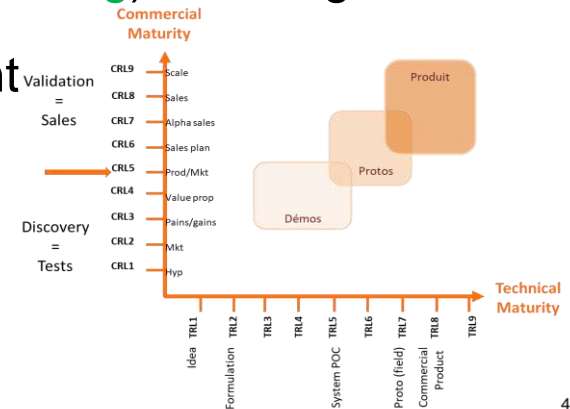 Commercial
Maturity
Validation
=
Sales
Discovery
=
Tests
CRL9 Scale
CRL8 Sales
CRL7 Alpha sales
CRL6 Sales plan
CRL5 Prod/Mkt
CRL4 Value prop
CRL3 Pains/gains
CRL2 Mkt
CRL1 Hyp
Produit
Protos
Démos
Technical
Maturity
TRL1
TRL2
TRL3
TRL4
TRL5
TRL6
TRL7
TRL8
TRL9
Idea
Formulation
System POC
Proto (field)
Commercial
Product
4